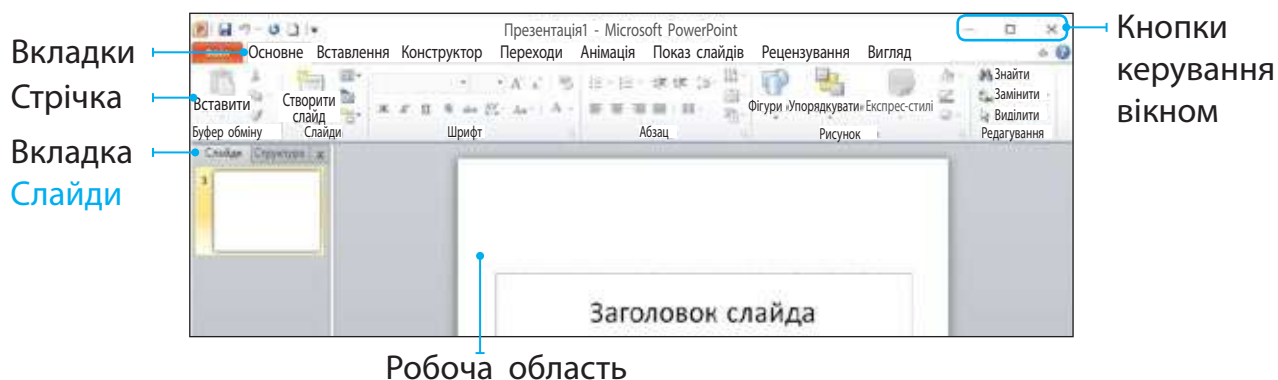 Презентація1 - Microsoft PowerPoint
Кнопки
керування
вікном
Вкладки
Основне Вставлення Конструктор Переходи Анімація Показ слайдів Рецензування Вигляд
Стрічка
Вставити
Створити
слайд
Фігури Упорядкувати Експрес-стилі
Знайти
Замінити
Виділити
Буфер обміну Слайди Шрифт Абзац Рисунок Редагування
Вкладка
Слайди
Слайди Структура
Заголовок слайда
Робоча область